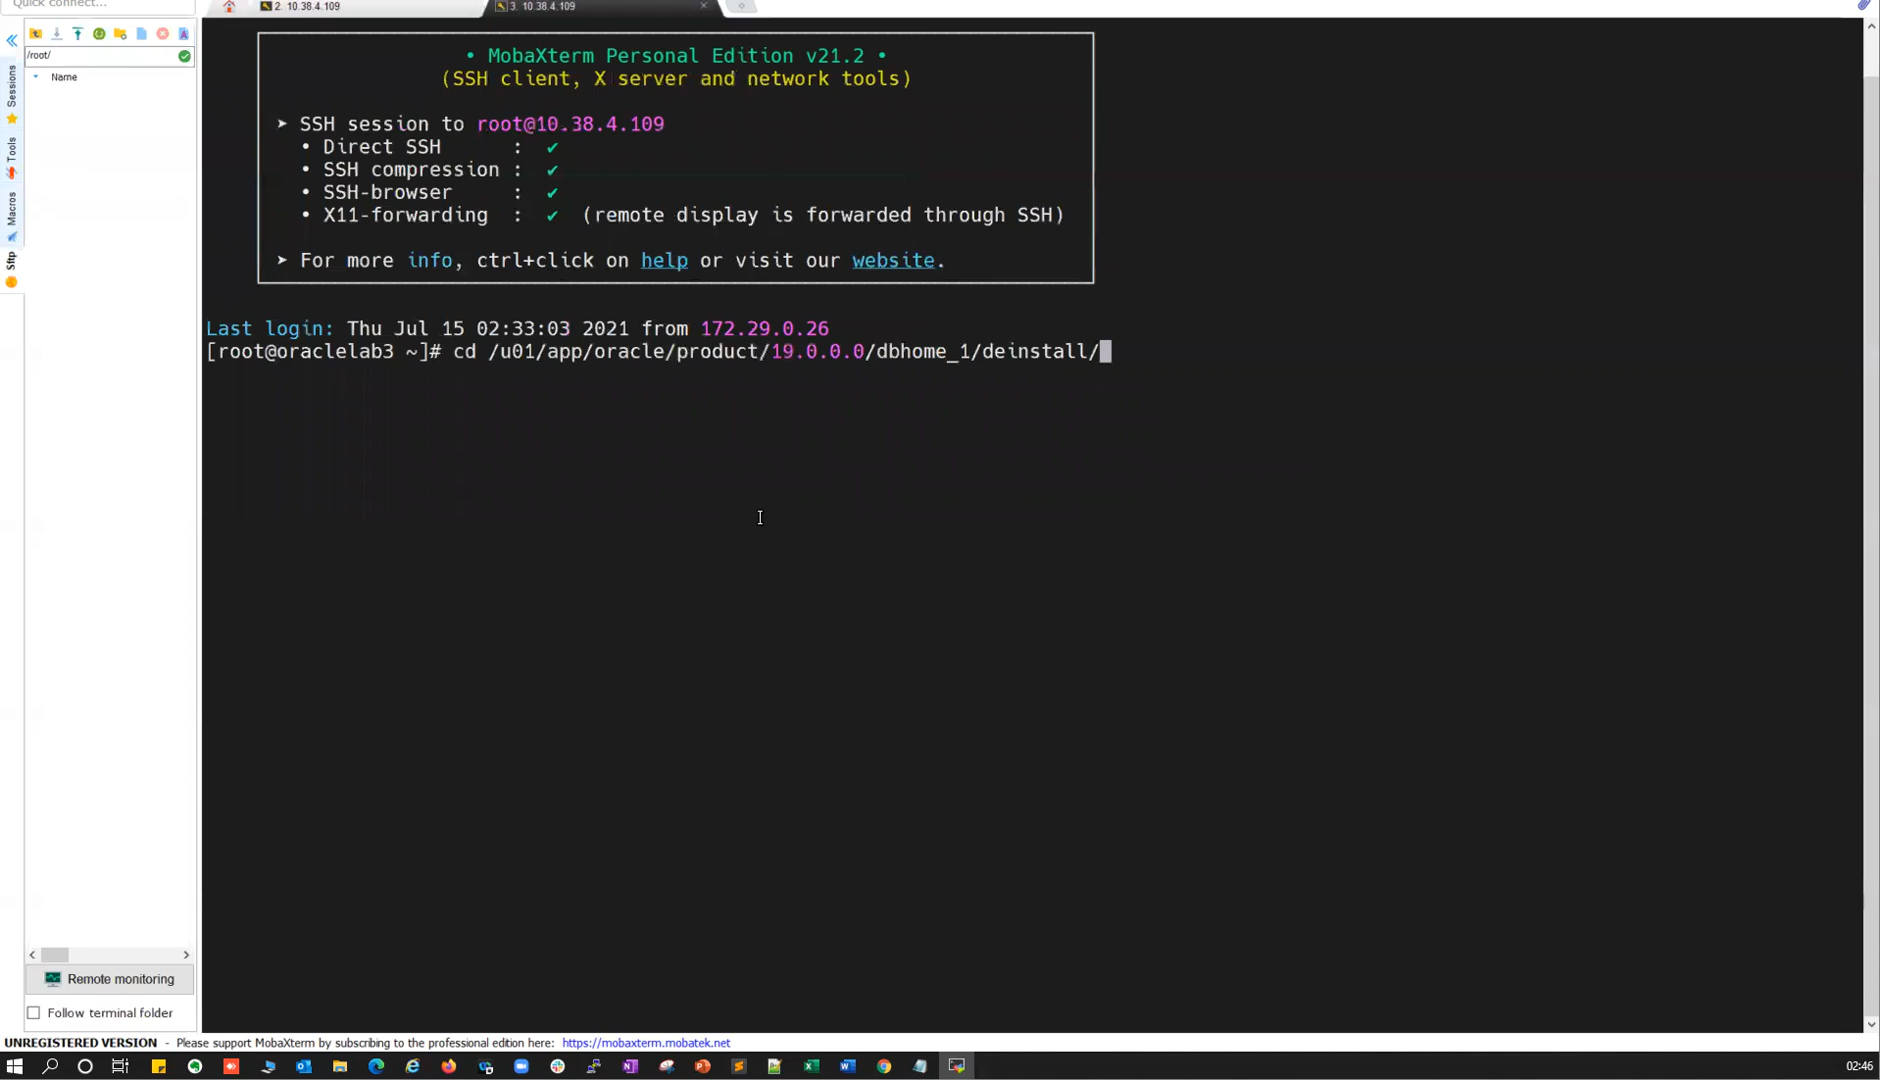 Quick connect...
2. 10.38.4.109
3. 10.38.4.109
/root/
Name
Sessions
Tools
Macros
Sftp
• MobaXterm Personal Edition v21.2 •
(SSH client, X server and network tools)
➤ SSH session to root@10.38.4.109
• Direct SSH : ✔
• SSH compression : ✔
• SSH-browser : ✔
• X11-forwarding : ✔ (remote display is forwarded through SSH)
➤ For more info, ctrl+click on help or visit our website.
Last login: Thu Jul 15 02:33:03 2021 from 172.29.0.26
[root@oraclelab3 ~]# cd /u01/app/oracle/product/19.0.0.0/dbhome_1/deinstall/
Remote monitoring
Follow terminal folder
UNREGISTERED VERSION - Please support MobaXterm by subscribing to the professional edition here: https://mobaxterm.mobatek.net
02:46